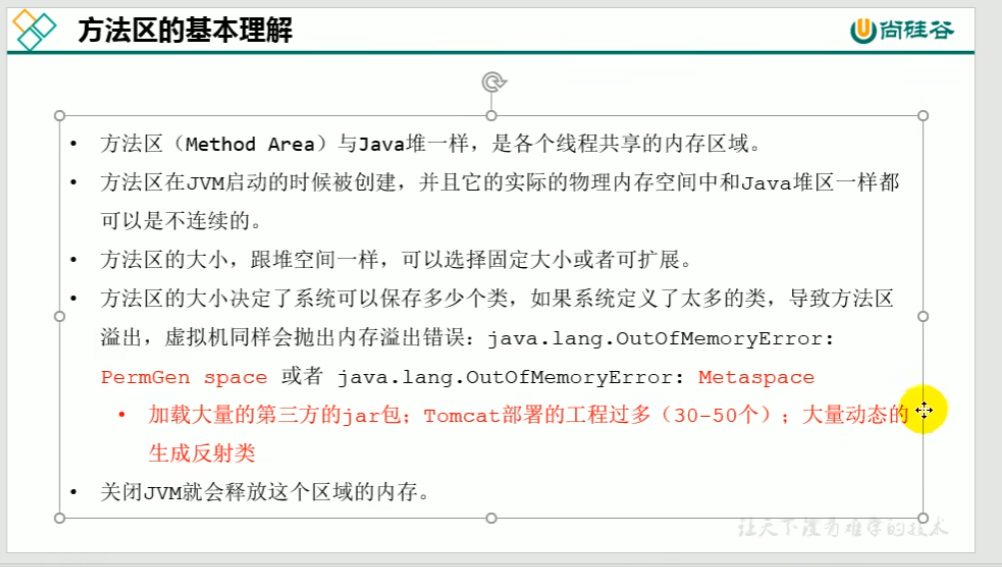 方法区的基本理解
尚硅谷
• 方法区（Method Area）与Java堆一样，是各个线程共享的内存区域。
• 方法区在JVM启动的时候被创建，并且它的实际的物理内存空间中和Java堆区一样都
可以是不连续的。
• 方法区的大小，跟堆空间一样，可以选择固定大小或者可扩展。
• 方法区的大小决定了系统可以保存多少个类，如果系统定义了太多的类，导致方法区
溢出，虚拟机同样会抛出内存溢出错误：java.lang.OutOfMemoryError:
PermGen space 或者 java.lang.OutOfMemoryError: Metaspace
• 加载大量的第三方的jar包；Tomcat部署的工程过多（30-50个）；大量动态的
生成反射类
• 关闭JVM就会释放这个区域的内存。
让天下没有难学的技术